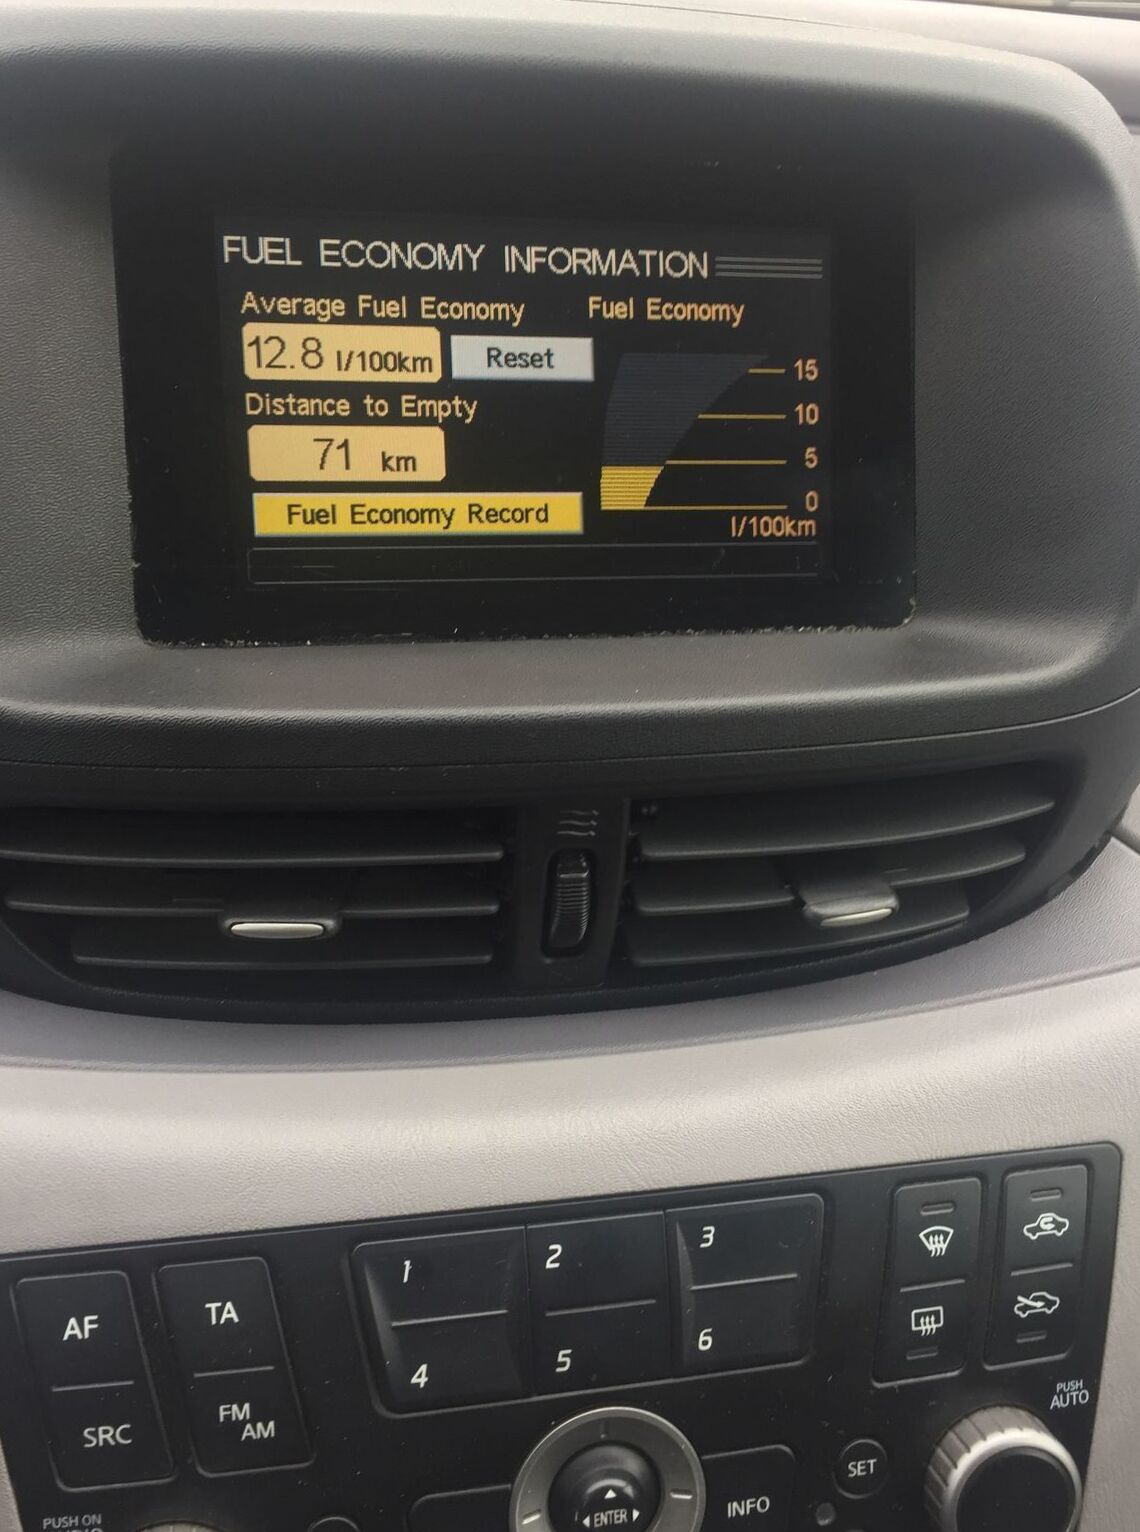 FUEL ECONOMY INFORMATION
Average Fuel Economy
Fuel Economy
12.8 l/100km
Reset
15
Distance to Empty
10
71 km
5
Fuel Economy Record
0
l/100km
1
2
3
4
5
6
AF
TA
SRC
FM
AM
PUSH
AUTO
SET
ENTER
INFO
PUSH ON